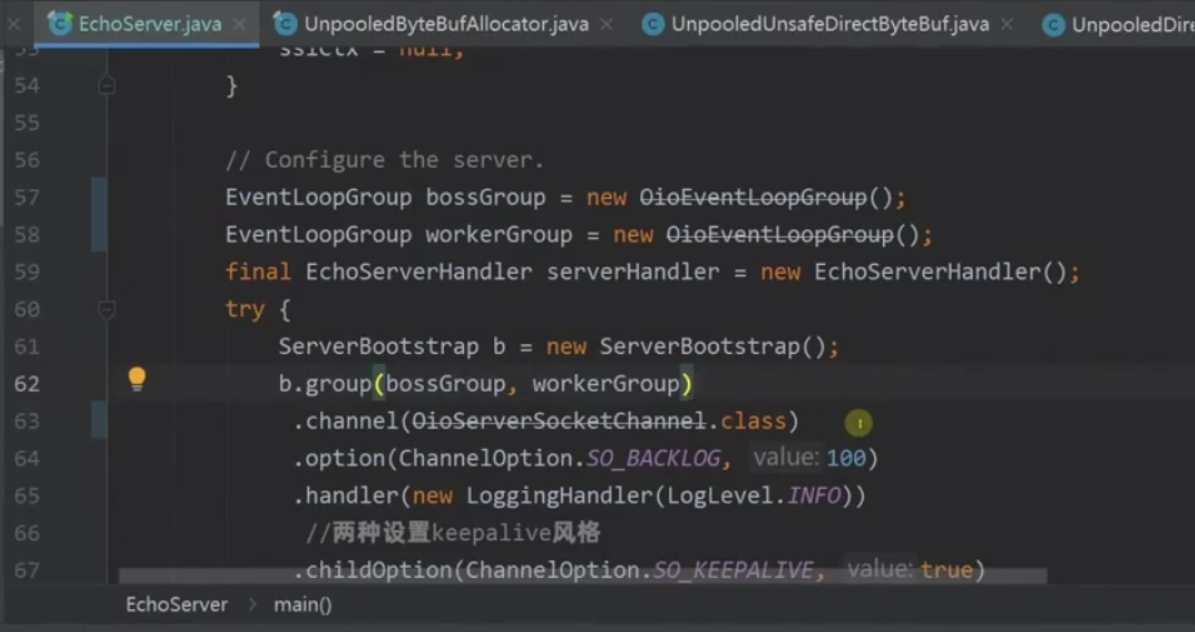 EchoServer.java × UnpooledByteBufAllocator.java × UnpooledUnsafeDirectByteBuf.java × UnpooledDire
53 sslCtx = null;
54 }
55
56 // Configure the server.
57 EventLoopGroup bossGroup = new OioEventLoopGroup();
58 EventLoopGroup workerGroup = new OioEventLoopGroup();
59 final EchoServerHandler serverHandler = new EchoServerHandler();
60 try {
61 ServerBootstrap b = new ServerBootstrap();
62 b.group(bossGroup, workerGroup)
63 .channel(OioServerSocketChannel.class)
64 .option(ChannelOption.SO_BACKLOG, value: 100)
65 .handler(new LoggingHandler(LogLevel.INFO))
66 //两种设置keepalive风格
67 .childOption(ChannelOption.SO_KEEPALIVE, value: true)
EchoServer > main()